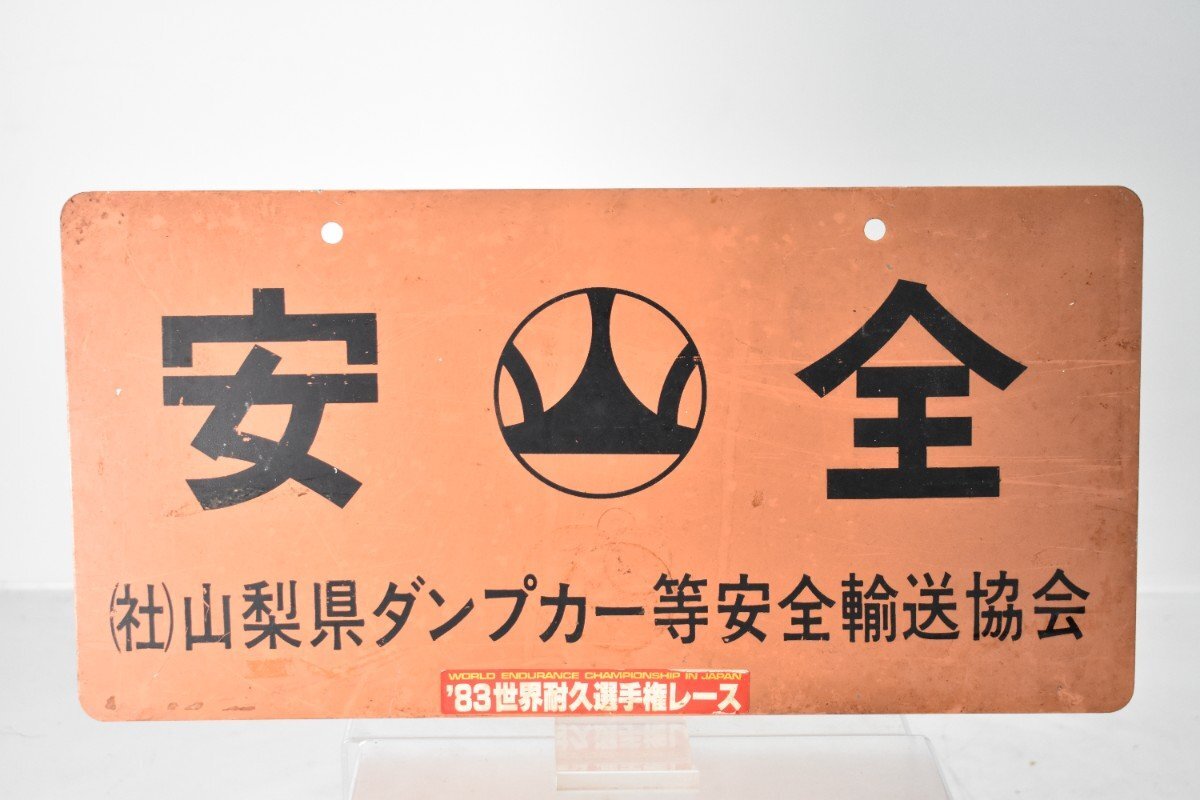 安全
(社)山梨県ダンプカー等安全輸送協会
WORLD ENDURANCE CHAMPIONSHIP IN JAPAN
'83世界耐久選手権レース